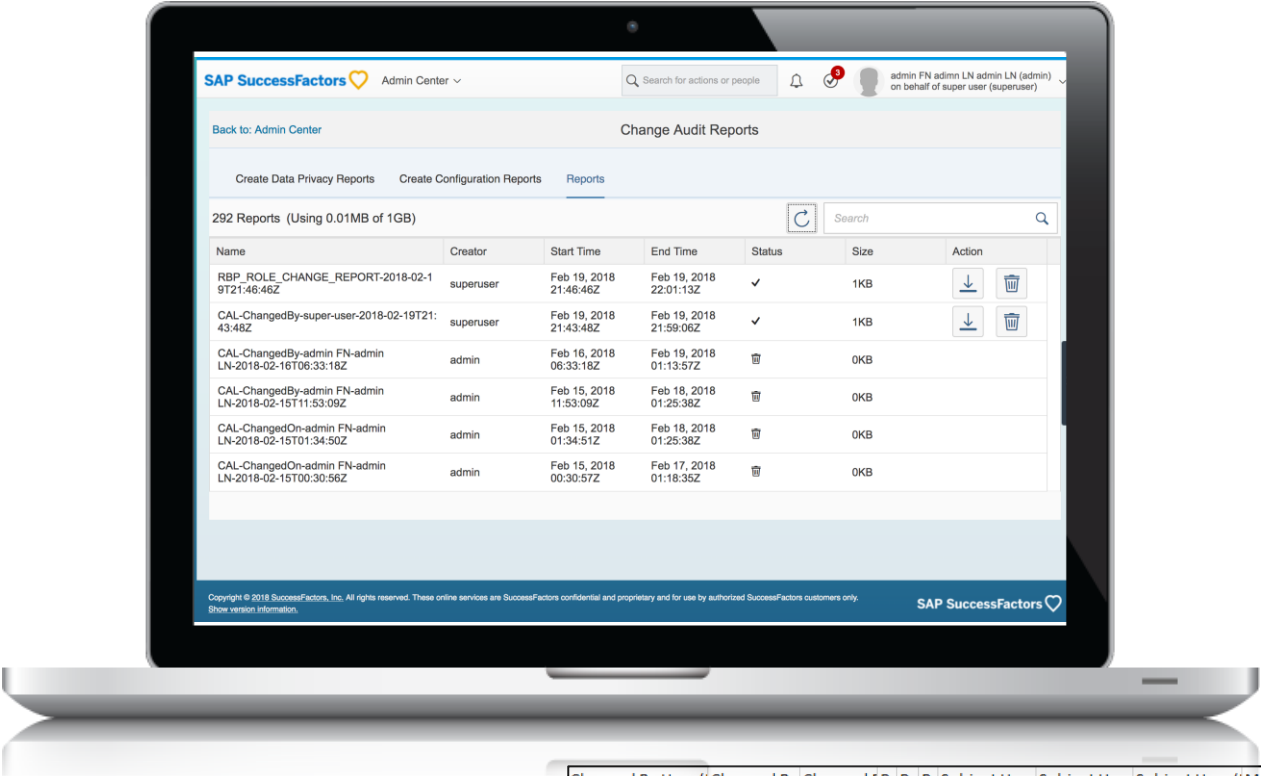 SAP SuccessFactors Admin Center
Search for actions or people
3
admin FN adimn LN admin LN (admin)
on behalf of super user (superuser)
Back to: Admin Center
Change Audit Reports
Create Data Privacy Reports Create Configuration Reports Reports
292 Reports (Using 0.01MB of 1GB)
Search
Name Creator Start Time End Time Status Size Action
RBP_ROLE_CHANGE_REPORT-2018-02-1
9T21:46:46Z
superuser
Feb 19, 2018
21:46:46Z
Feb 19, 2018
22:01:13Z
1KB
CAL-ChangedBy-super-user-2018-02-19T21:
43:48Z
superuser
Feb 19, 2018
21:43:48Z
Feb 19, 2018
21:59:06Z
1KB
CAL-ChangedBy-admin FN-admin
LN-2018-02-16T06:33:18Z
admin
Feb 16, 2018
06:33:18Z
Feb 19, 2018
01:13:57Z
0KB
CAL-ChangedBy-admin FN-admin
LN-2018-02-15T11:53:09Z
admin
Feb 15, 2018
11:53:09Z
Feb 18, 2018
01:25:38Z
0KB
CAL-ChangedOn-admin FN-admin
LN-2018-02-15T01:34:50Z
admin
Feb 15, 2018
01:34:51Z
Feb 18, 2018
01:25:38Z
0KB
CAL-ChangedOn-admin FN-admin
LN-2018-02-15T00:30:56Z
admin
Feb 15, 2018
00:30:57Z
Feb 17, 2018
01:18:35Z
0KB
Copyright © 2018 SuccessFactors, Inc. All rights reserved. These online services are SuccessFactors confidential and proprietary and for use by authorized SuccessFactors customers only.
Show version information.
SAP SuccessFactors